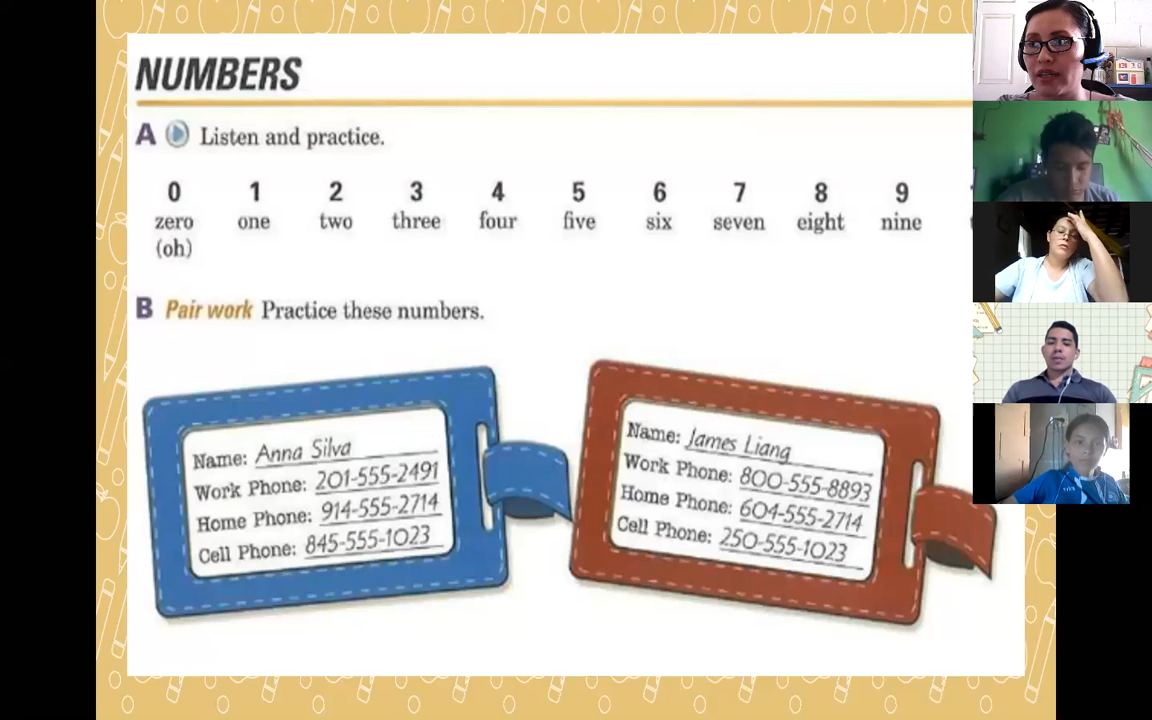 NUMBERS
A Listen and practice.
0 1 2 3 4 5 6 7 8 9
zero one two three four five six seven eight nine
(oh)
B Pair work Practice these numbers.
Name: Anna Silva
Work Phone: 201-555-2491
Home Phone: 914-555-2714
Cell Phone: 845-555-1023
Name: James Liang
Work Phone: 800-555-8893
Home Phone: 604-555-2714
Cell Phone: 250-555-1023